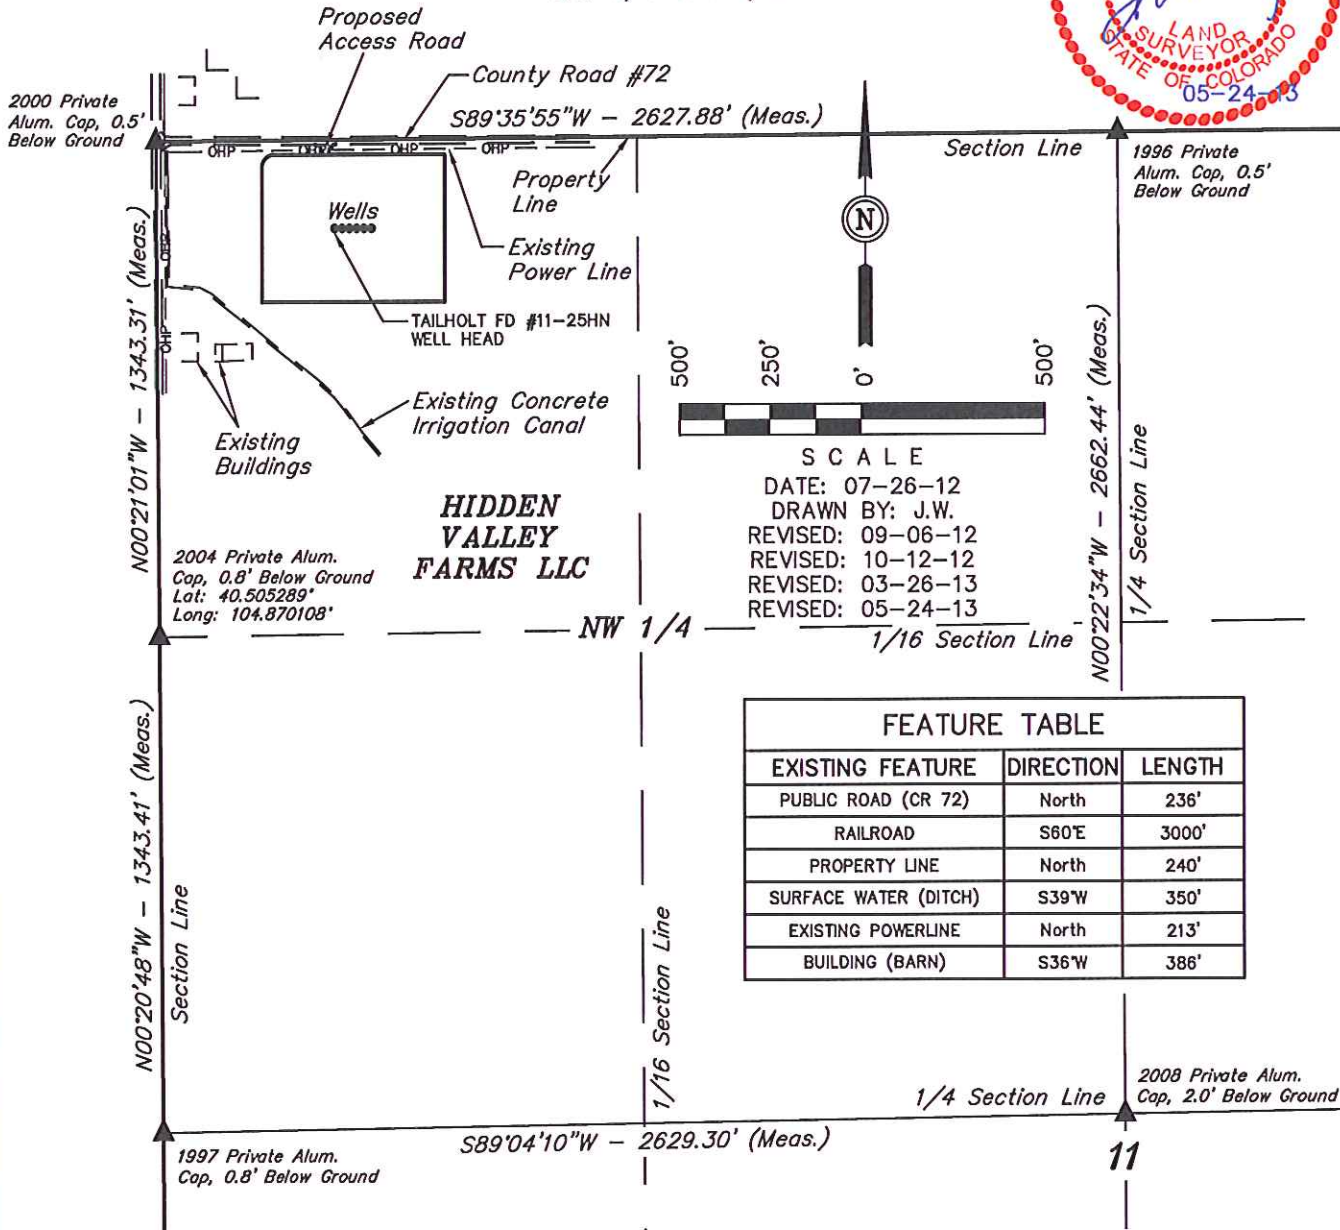 Proposed
Access Road
County Road #72
LAND
SURVEYOR
STATE OF COLORADO
05-24-13
2000 Private
Alum. Cap, 0.5'
Below Ground
S89°35'55"W - 2627.88' (Meas.)
OHP OHP OHP OHP
Section Line
1996 Private
Alum. Cap, 0.5'
Below Ground
Property
Line
Wells
N
Existing
Power Line
OHP
TAILHOLT FD #11-25HN
WELL HEAD
N00°21'01"W - 1343.31' (Meas.)
OHP
500' 250' 0' 500'
Existing Concrete
Irrigation Canal
Existing
Buildings
SCALE
DATE: 07-26-12
DRAWN BY: J.W.
REVISED: 09-06-12
REVISED: 10-12-12
REVISED: 03-26-13
REVISED: 05-24-13
N00°22'34"W - 2662.44' (Meas.)
1/4 Section Line
HIDDEN
VALLEY
FARMS LLC
2004 Private Alum.
Cap, 0.8' Below Ground
Lat: 40.505289°
Long: 104.870108°
NW 1/4
1/16 Section Line
FEATURE TABLE
EXISTING FEATURE DIRECTION LENGTH
PUBLIC ROAD (CR 72) North 236'
RAILROAD S60°E 3000'
PROPERTY LINE North 240'
SURFACE WATER (DITCH) S39°W 350'
EXISTING POWERLINE North 213'
BUILDING (BARN) S36°W 386'
N00°20'48"W - 1343.41' (Meas.)
Section Line
1/16 Section Line
1/4 Section Line
2008 Private Alum.
Cap, 2.0' Below Ground
S89°04'10"W - 2629.30' (Meas.)
1997 Private Alum.
Cap, 0.8' Below Ground
11